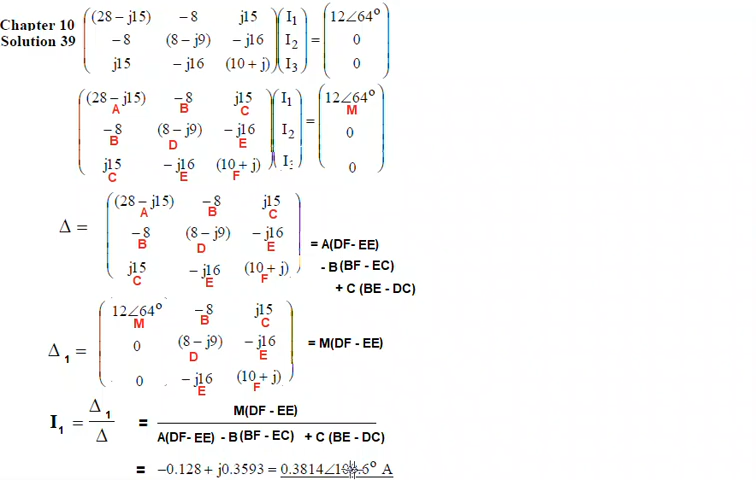 Chapter 10
Solution 39
(28 – j15) –8 j15 I1 12∠64°
–8 (8 – j9) – j16 I2 = 0
j15 – j16 (10 + j) I3 0
(28 – j15) –8 j15 I1 12∠64°
A B C M
–8 (8 – j9) – j16 I2 = 0
B D E
j15 – j16 (10 + j) 0
C E F
(28 – j15) –8 j15
A B C
Δ = –8 (8 – j9) – j16 = A(DF- EE)
B D E
j15 – j16 (10 + j) - B (BF - EC)
C E F
+ C (BE - DC)
12∠64° –8 j15
M B C
Δ1 = 0 (8 – j9) – j16 = M(DF - EE)
D E
0 – j16 (10 + j)
E F
I1 = Δ1 / Δ = M(DF - EE)
A(DF- EE) - B (BF - EC) + C (BE - DC)
= –0.128 + j0.3593 = A